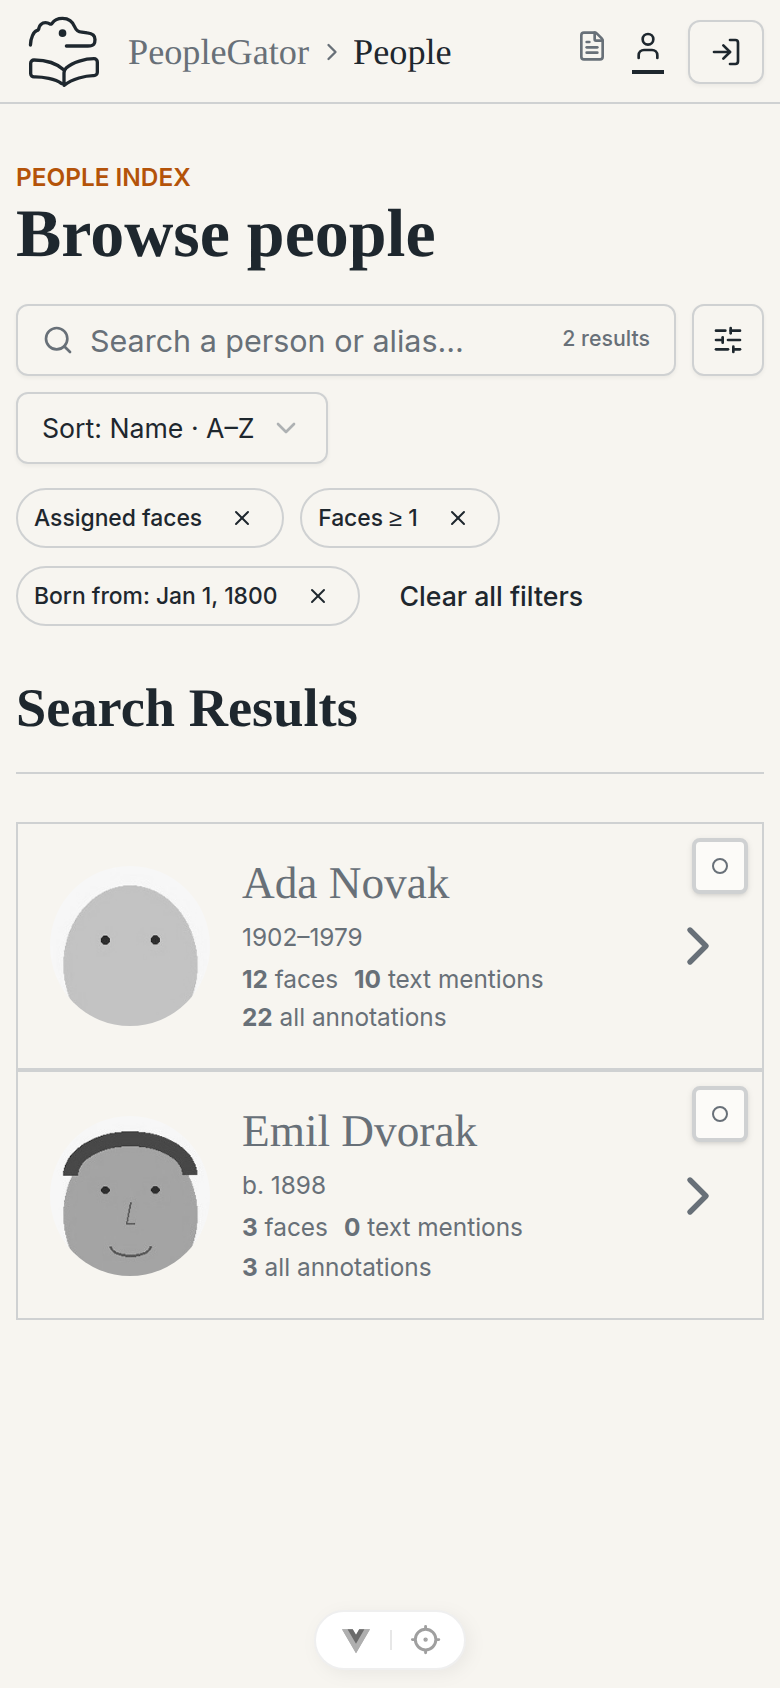 PeopleGator > People
PEOPLE INDEX
Browse people
Search a person or alias...
2 results
Sort: Name · A–Z
Assigned faces
Faces ≥ 1
Born from: Jan 1, 1800
Clear all filters
Search Results
Ada Novak
1902–1979
12 faces 10 text mentions
22 all annotations
Emil Dvorak
b. 1898
3 faces 0 text mentions
3 all annotations